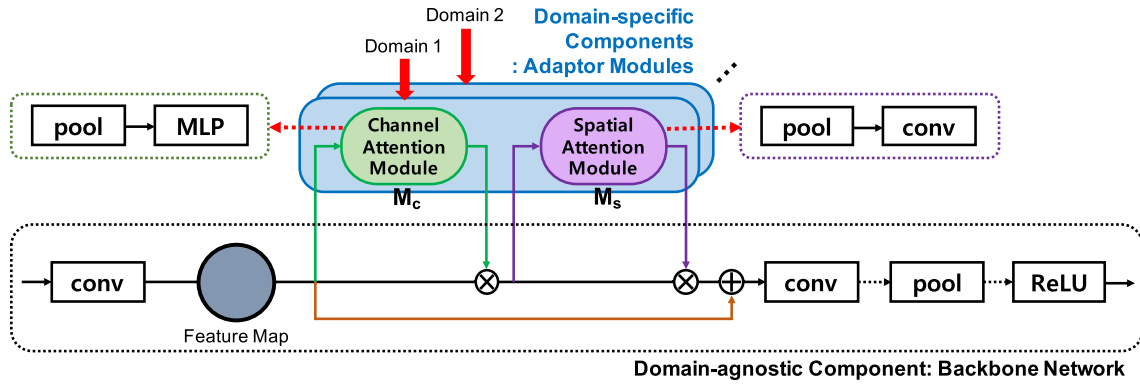 Domain 2
Domain 1
Domain-specific
Components
: Adaptor Modules
pool
MLP
Channel
Attention
Module
Mc
Spatial
Attention
Module
Ms
pool
conv
conv
Feature Map
conv
pool
ReLU
Domain-agnostic Component: Backbone Network